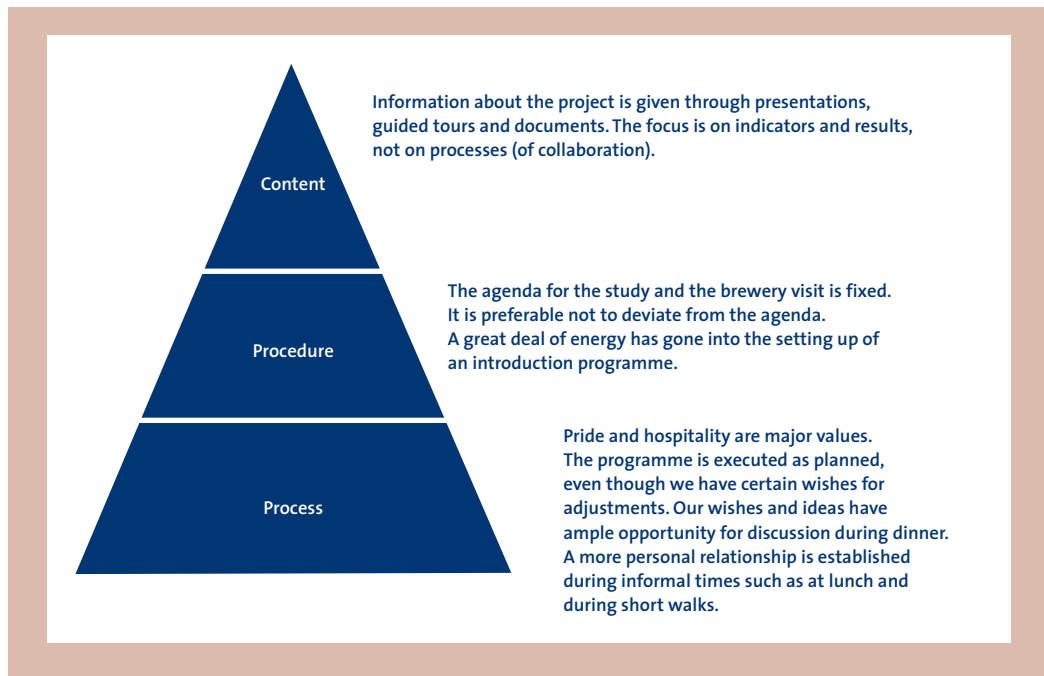 Information about the project is given through presentations,
guided tours and documents. The focus is on indicators and results,
not on processes (of collaboration).
Content
The agenda for the study and the brewery visit is fixed.
It is preferable not to deviate from the agenda.
A great deal of energy has gone into the setting up of
an introduction programme.
Procedure
Pride and hospitality are major values.
The programme is executed as planned,
even though we have certain wishes for
adjustments. Our wishes and ideas have
ample opportunity for discussion during dinner.
A more personal relationship is established
during informal times such as at lunch and
during short walks.
Process